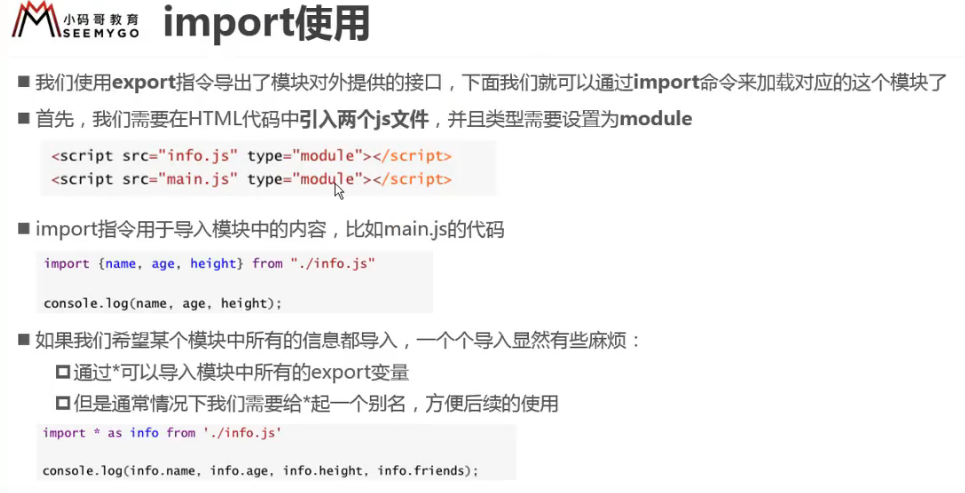 小码哥教育
SEEMYGO
import使用
我们使用export指令导出了模块对外提供的接口，下面我们就可以通过import命令来加载对应的这个模块了
首先，我们需要在HTML代码中引入两个js文件，并且类型需要设置为module
<script src="info.js" type="module"></script>
<script src="main.js" type="module"></script>
import指令用于导入模块中的内容，比如main.js的代码
import {name, age, height} from "./info.js"
console.log(name, age, height);
如果我们希望某个模块中所有的信息都导入，一个个导入显然有些麻烦：
通过*可以导入模块中所有的export变量
但是通常情况下我们需要给*起一个别名，方便后续的使用
import * as info from './info.js'
console.log(info.name, info.age, info.height, info.friends);